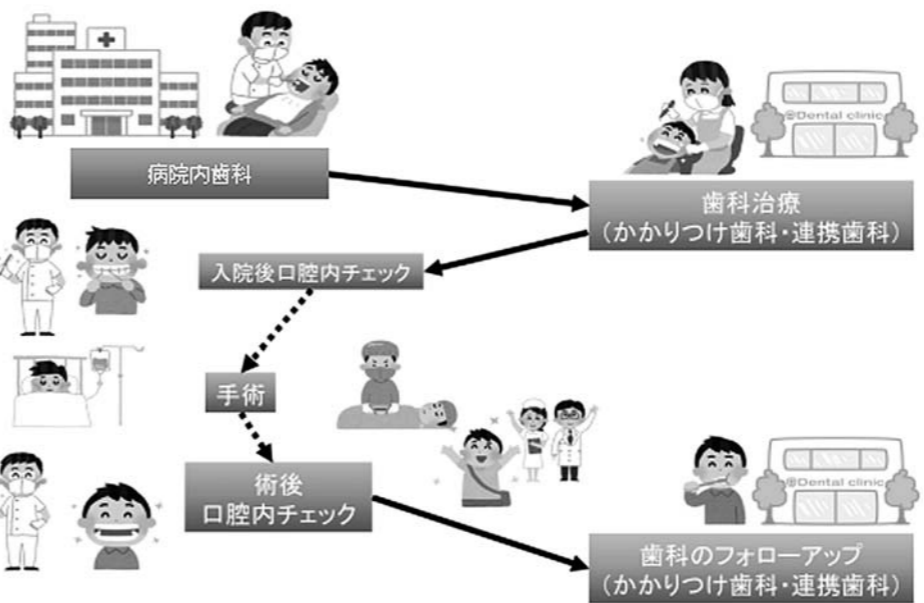 @Dental clinic
病院内歯科
歯科治療
(かかりつけ歯科・連携歯科)
入院後口腔内チェック
手術
術後
口腔内チェック
@Dental clinic
歯科のフォローアップ
(かかりつけ歯科・連携歯科)